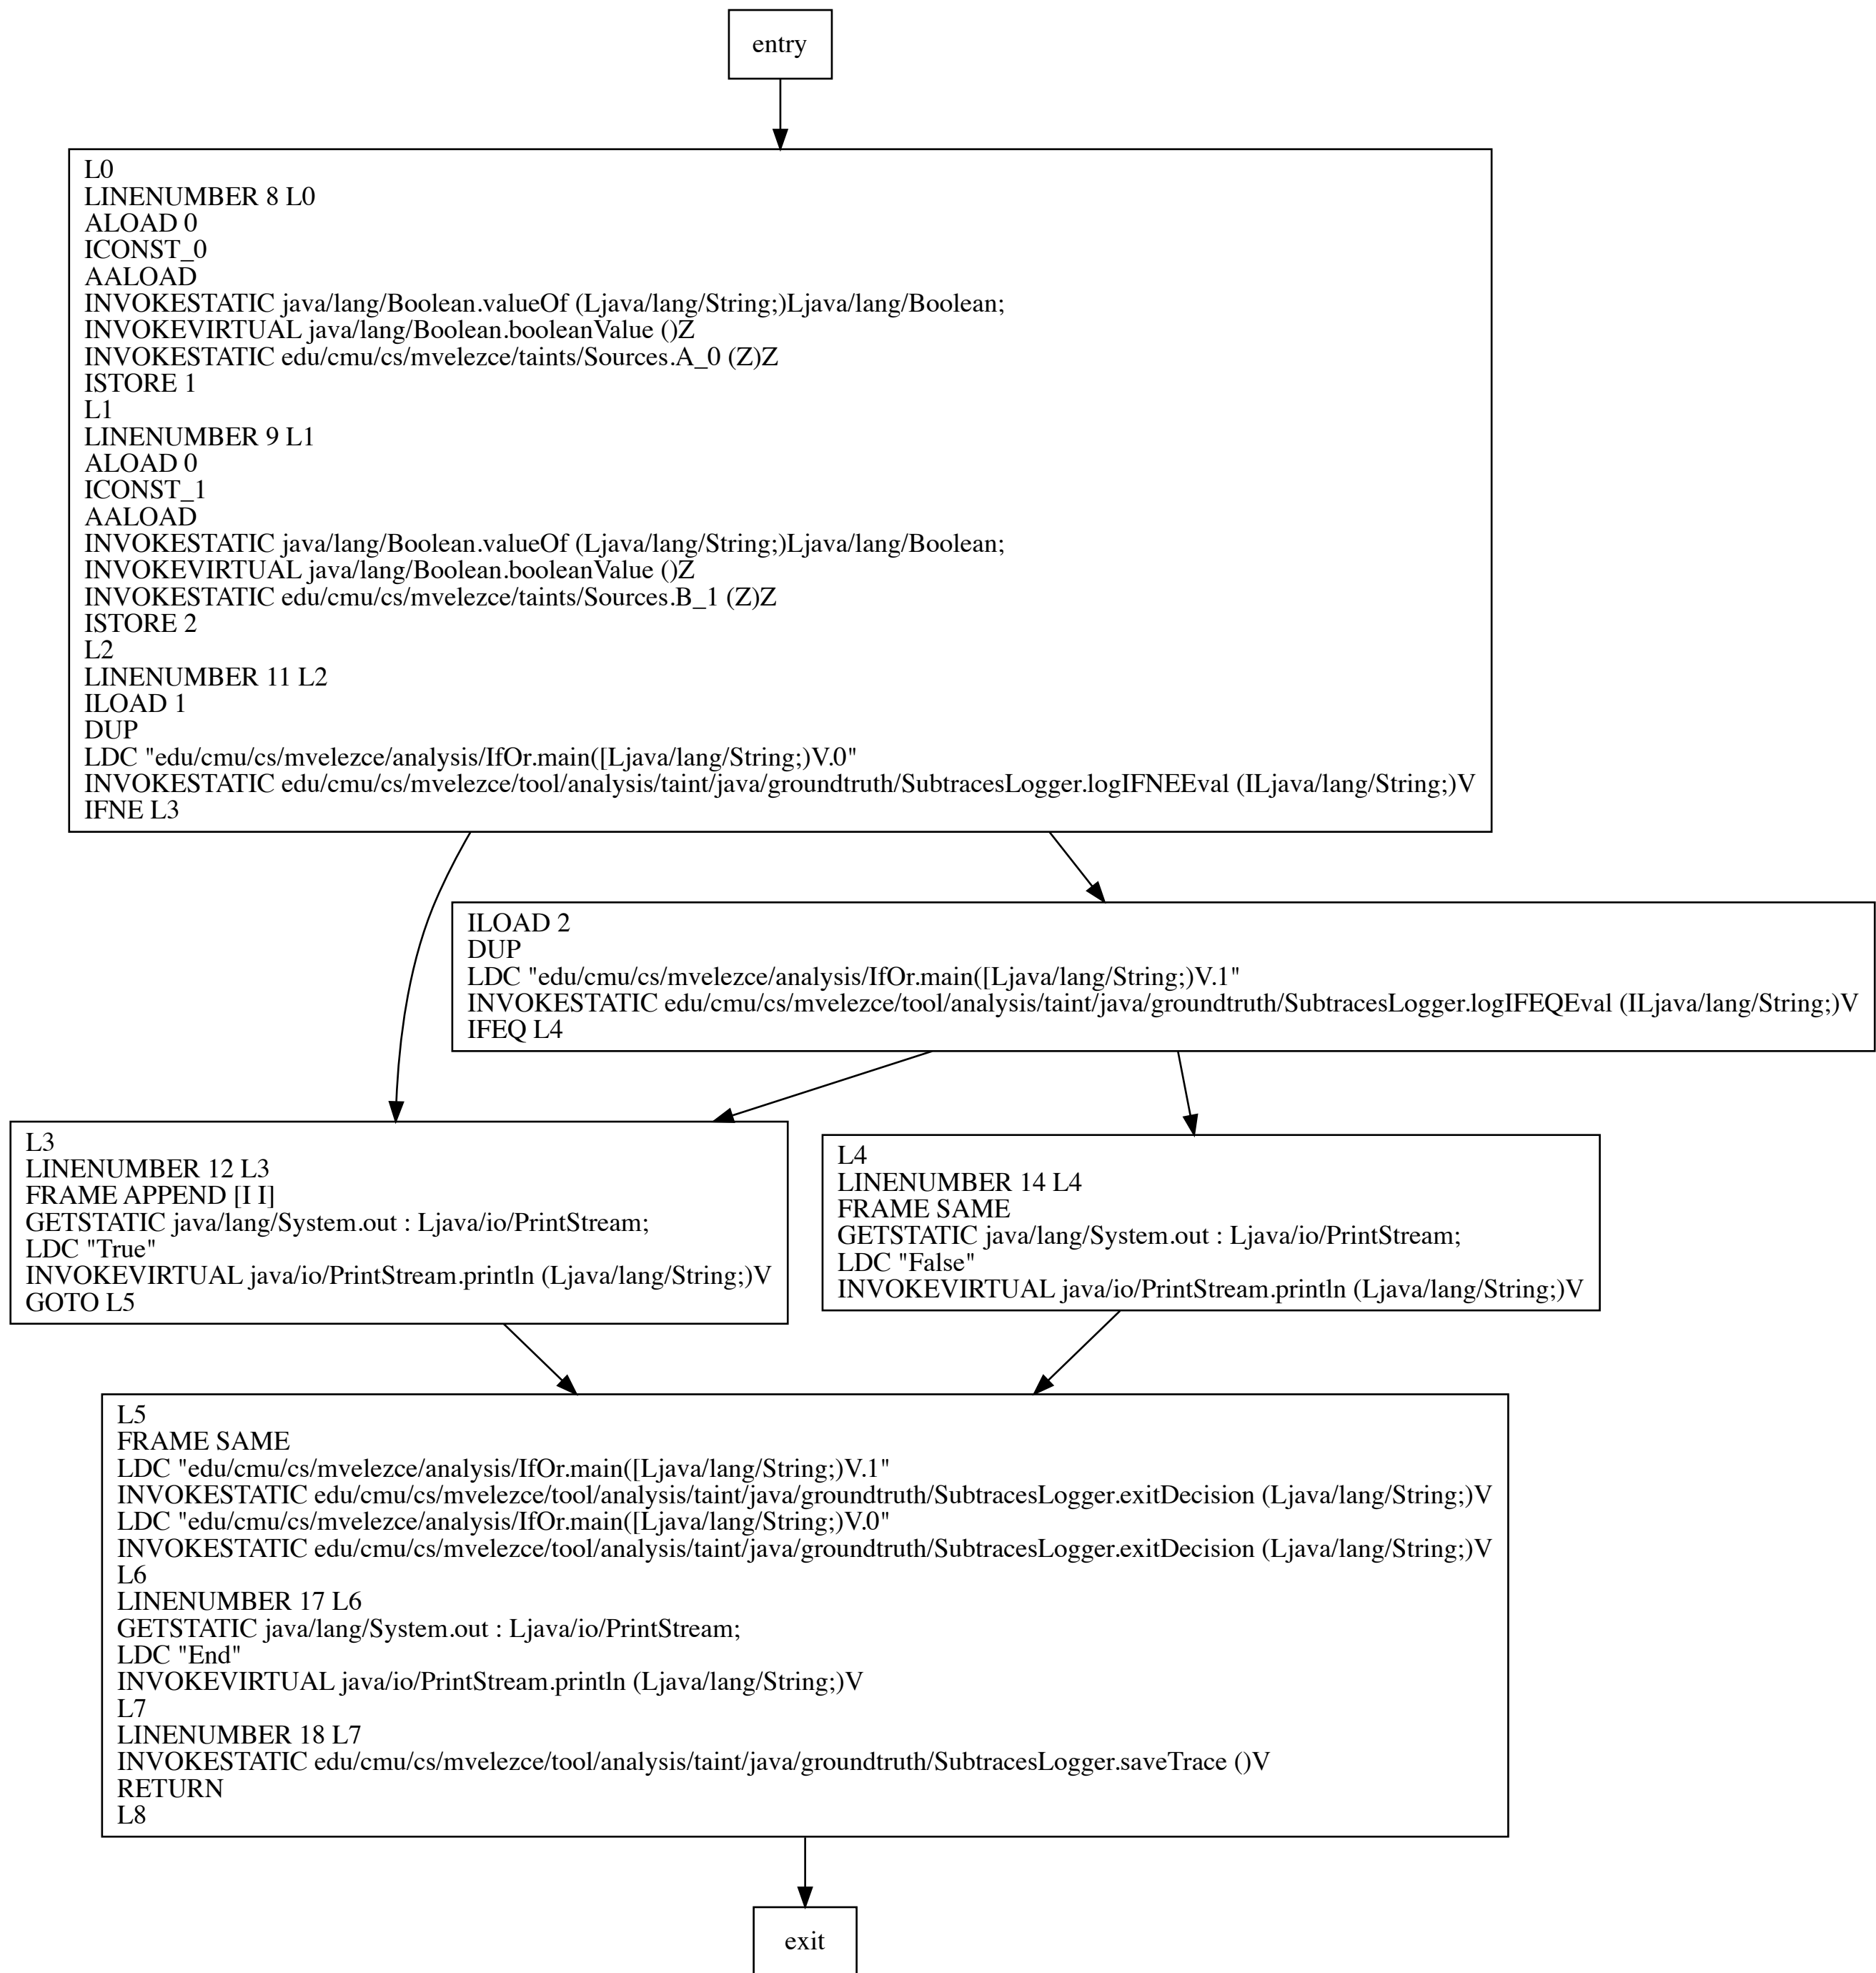 entry
L0
LINENUMBER 8 L0
ALOAD 0
ICONST_0
AALOAD
INVOKESTATIC java/lang/Boolean.valueOf (Ljava/lang/String;)Ljava/lang/Boolean;
INVOKEVIRTUAL java/lang/Boolean.booleanValue ()Z
INVOKESTATIC edu/cmu/cs/mvelezce/taints/Sources.A_0 (Z)Z
ISTORE 1
L1
LINENUMBER 9 L1
ALOAD 0
ICONST_1
AALOAD
INVOKESTATIC java/lang/Boolean.valueOf (Ljava/lang/String;)Ljava/lang/Boolean;
INVOKEVIRTUAL java/lang/Boolean.booleanValue ()Z
INVOKESTATIC edu/cmu/cs/mvelezce/taints/Sources.B_1 (Z)Z
ISTORE 2
L2
LINENUMBER 11 L2
ILOAD 1
DUP
LDC "edu/cmu/cs/mvelezce/analysis/IfOr.main([Ljava/lang/String;)V.0"
INVOKESTATIC edu/cmu/cs/mvelezce/tool/analysis/taint/java/groundtruth/SubtracesLogger.logIFNEEval (ILjava/lang/String;)V
IFNE L3
ILOAD 2
DUP
LDC "edu/cmu/cs/mvelezce/analysis/IfOr.main([Ljava/lang/String;)V.1"
INVOKESTATIC edu/cmu/cs/mvelezce/tool/analysis/taint/java/groundtruth/SubtracesLogger.logIFEQEval (ILjava/lang/String;)V
IFEQ L4
L3
LINENUMBER 12 L3
FRAME APPEND [I I]
GETSTATIC java/lang/System.out : Ljava/io/PrintStream;
LDC "True"
INVOKEVIRTUAL java/io/PrintStream.println (Ljava/lang/String;)V
GOTO L5
L4
LINENUMBER 14 L4
FRAME SAME
GETSTATIC java/lang/System.out : Ljava/io/PrintStream;
LDC "False"
INVOKEVIRTUAL java/io/PrintStream.println (Ljava/lang/String;)V
L5
FRAME SAME
LDC "edu/cmu/cs/mvelezce/analysis/IfOr.main([Ljava/lang/String;)V.1"
INVOKESTATIC edu/cmu/cs/mvelezce/tool/analysis/taint/java/groundtruth/SubtracesLogger.exitDecision (Ljava/lang/String;)V
LDC "edu/cmu/cs/mvelezce/analysis/IfOr.main([Ljava/lang/String;)V.0"
INVOKESTATIC edu/cmu/cs/mvelezce/tool/analysis/taint/java/groundtruth/SubtracesLogger.exitDecision (Ljava/lang/String;)V
L6
LINENUMBER 17 L6
GETSTATIC java/lang/System.out : Ljava/io/PrintStream;
LDC "End"
INVOKEVIRTUAL java/io/PrintStream.println (Ljava/lang/String;)V
L7
LINENUMBER 18 L7
INVOKESTATIC edu/cmu/cs/mvelezce/tool/analysis/taint/java/groundtruth/SubtracesLogger.saveTrace ()V
RETURN
L8
exit